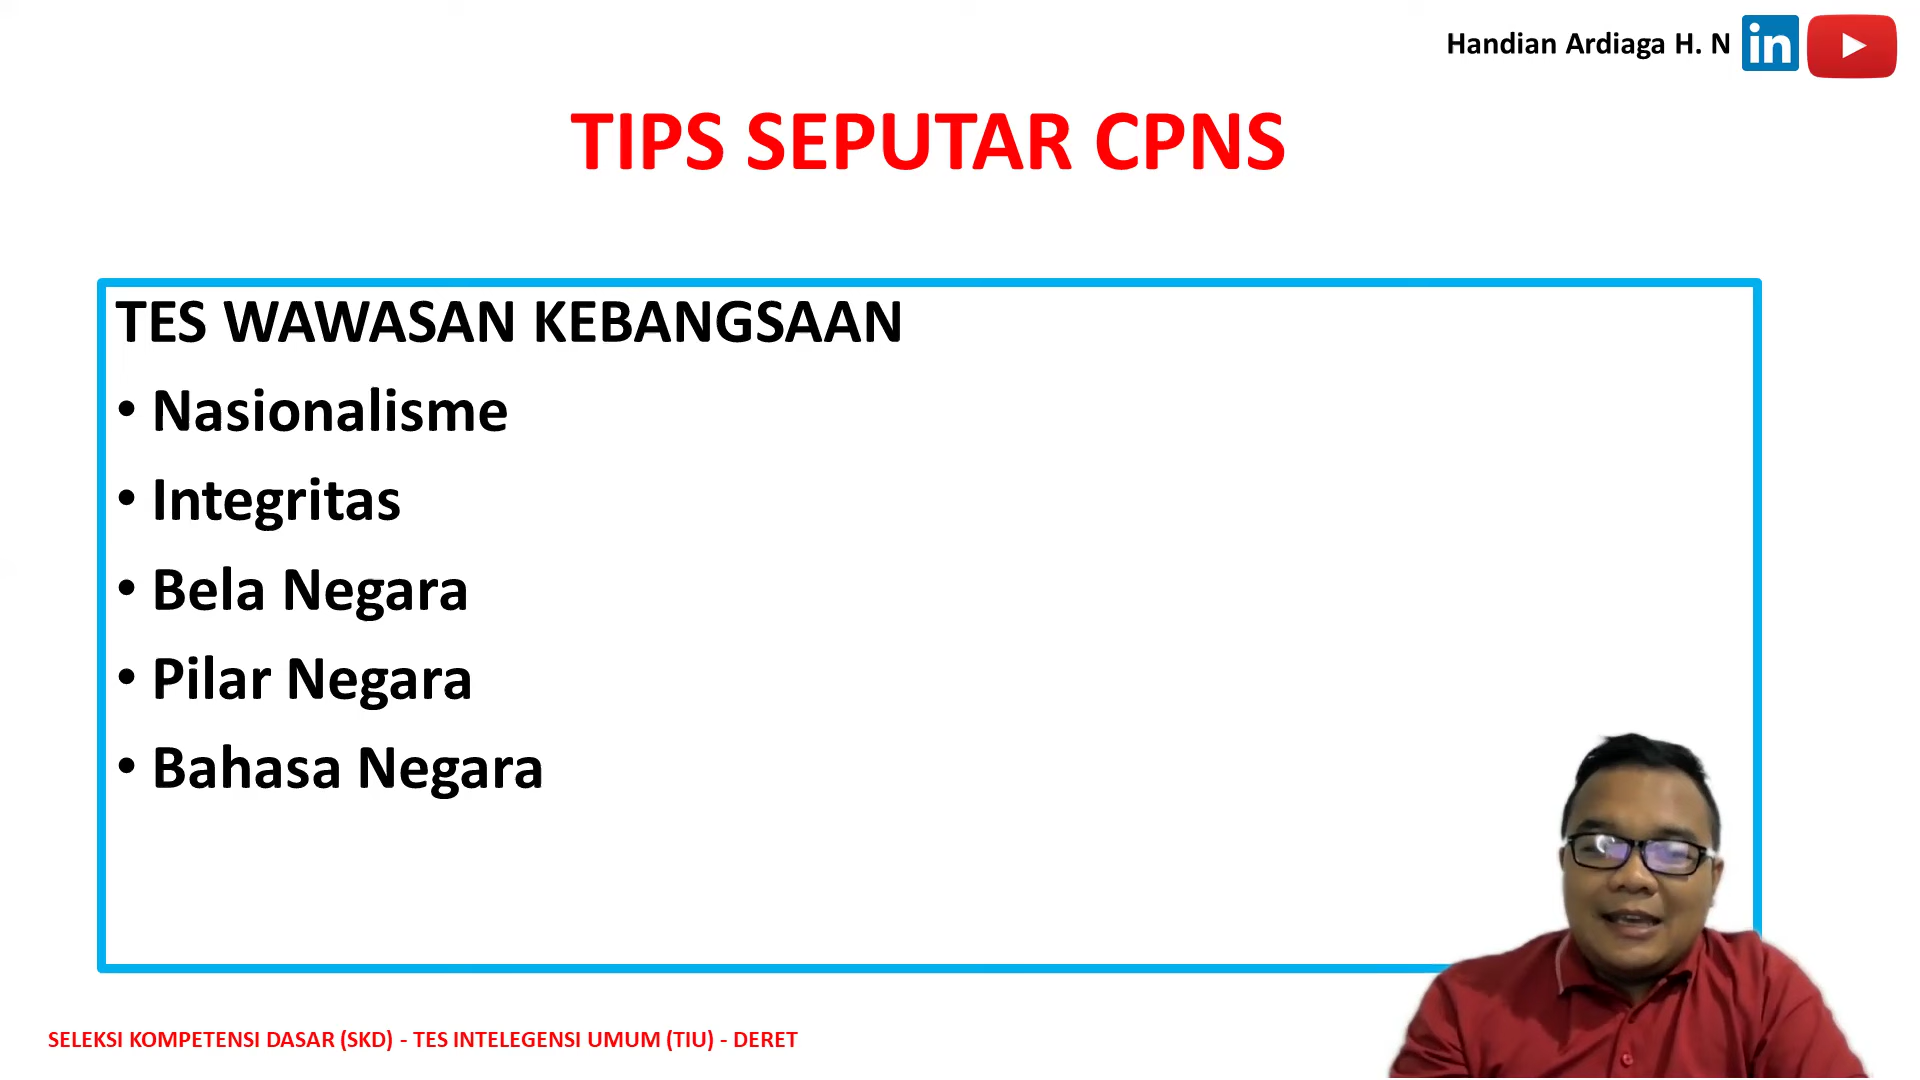 Handian Ardiaga H. N in
TIPS SEPUTAR CPNS
TES WAWASAN KEBANGSAAN
• Nasionalisme
• Integritas
• Bela Negara
• Pilar Negara
• Bahasa Negara
SELEKSI KOMPETENSI DASAR (SKD) - TES INTELEGENSI UMUM (TIU) - DERET